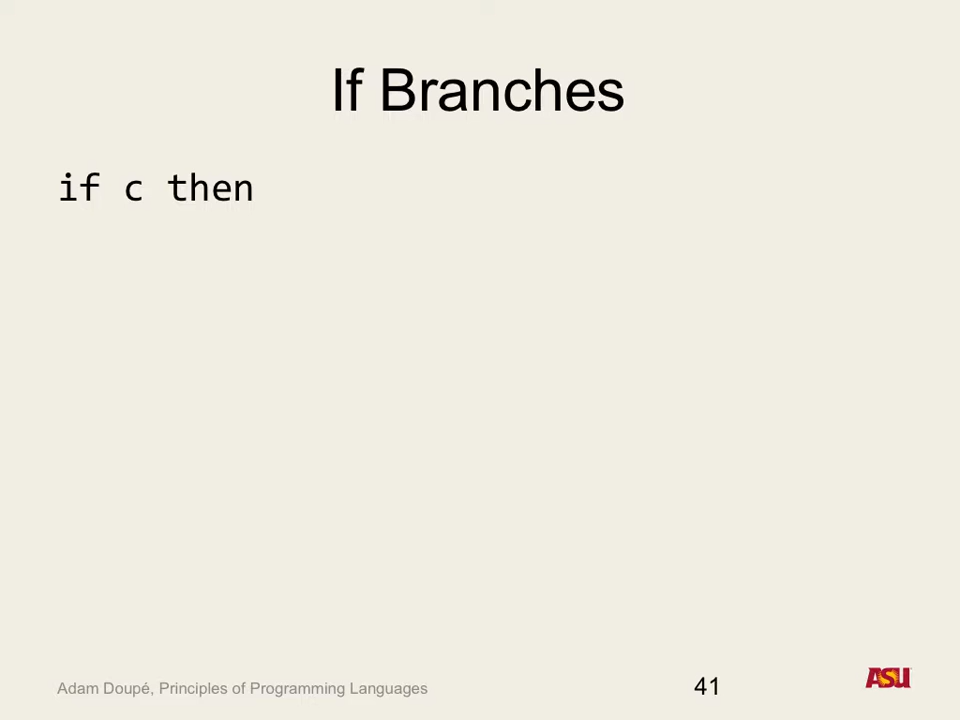 If Branches
if c then
Adam Doupé, Principles of Programming Languages
41
ASU